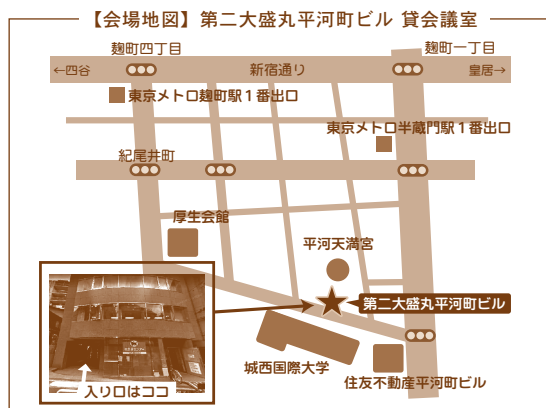 【会場地図】第二大盛丸平河町ビル 貸会議室
麹町四丁目
麹町一丁目
←四谷
新宿通り
皇居→
東京メトロ麹町駅1番出口
東京メトロ半蔵門駅1番出口
紀尾井町
厚生会館
平河天満宮
第二大盛丸平河町ビル
城西国際大学
住友不動産平河町ビル
入り口はココ